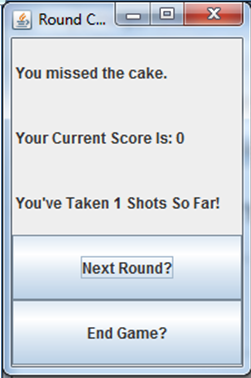 Round C...
You missed the cake.
Your Current Score Is: 0
You've Taken 1 Shots So Far!
Next Round?
End Game?